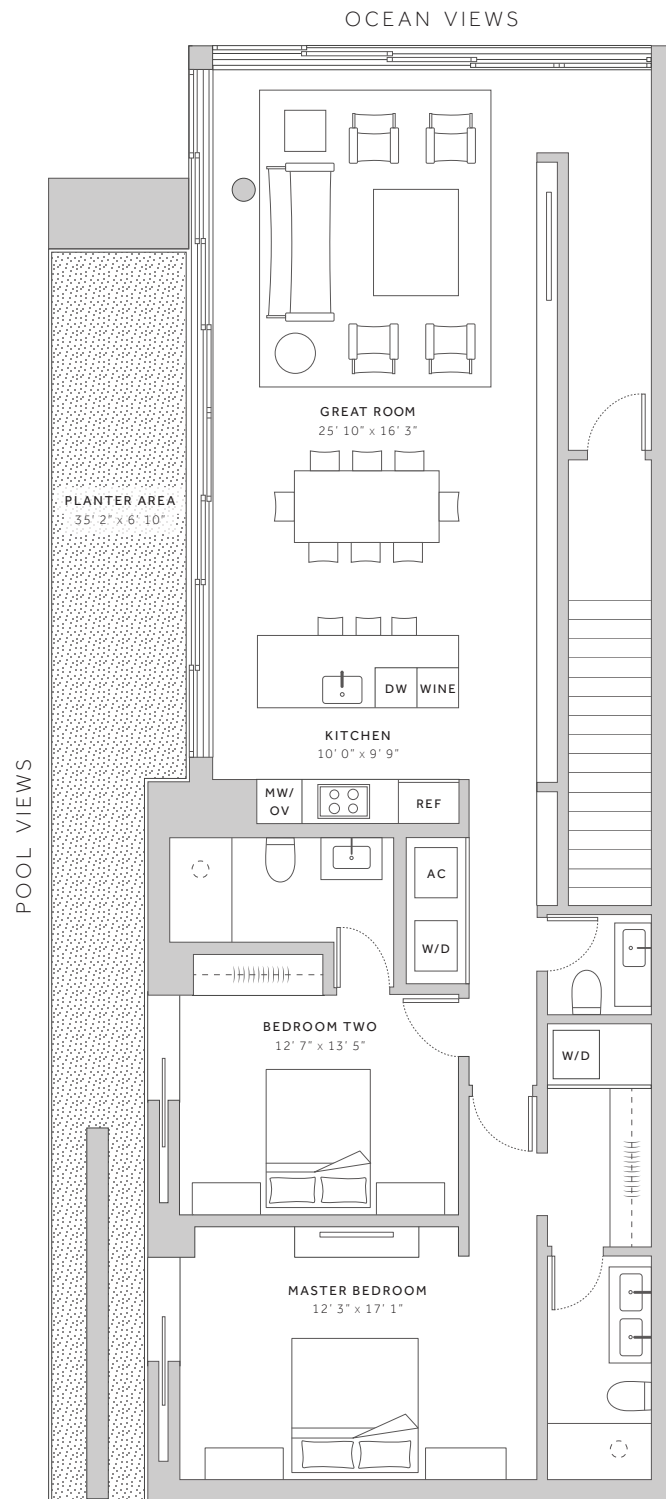 OCEAN VIEWS
GREAT ROOM
25' 10" x 16' 3"
PLANTER AREA
35' 2" x 6' 10"
DW
WINE
KITCHEN
10' 0" x 9' 9"
POOL VIEWS
MW/
OV
REF
AC
W/D
BEDROOM TWO
12' 7" x 13' 5"
W/D
MASTER BEDROOM
12' 3" x 17' 1"